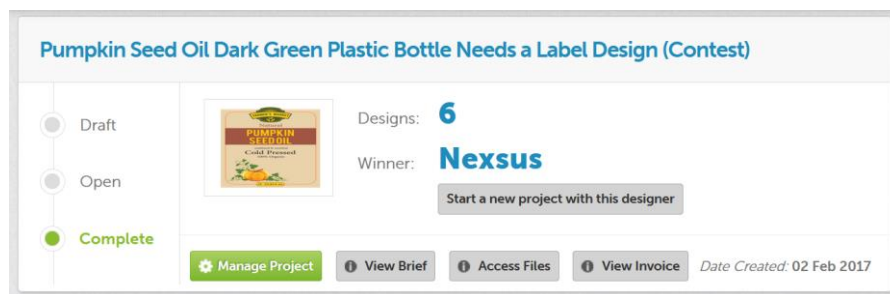 Pumpkin Seed Oil Dark Green Plastic Bottle Needs a Label Design (Contest)
Draft
Open
Complete
PUMPKIN
SEED OIL
Cold Pressed
100% Organic
Designs: 6
Winner: Nexsus
Start a new project with this designer
Manage Project
View Brief
Access Files
View Invoice
Date Created: 02 Feb 2017